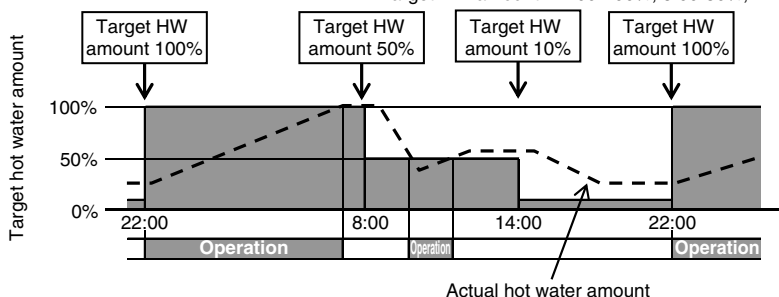 Target HW
amount 100%
Target HW
amount 50%
Target HW
amount 10%
Target HW
amount 100%
Target hot water amount
100%
50%
0%
22:00
8:00
14:00
22:00
Operation
Operation
Operation
Actual hot water amount